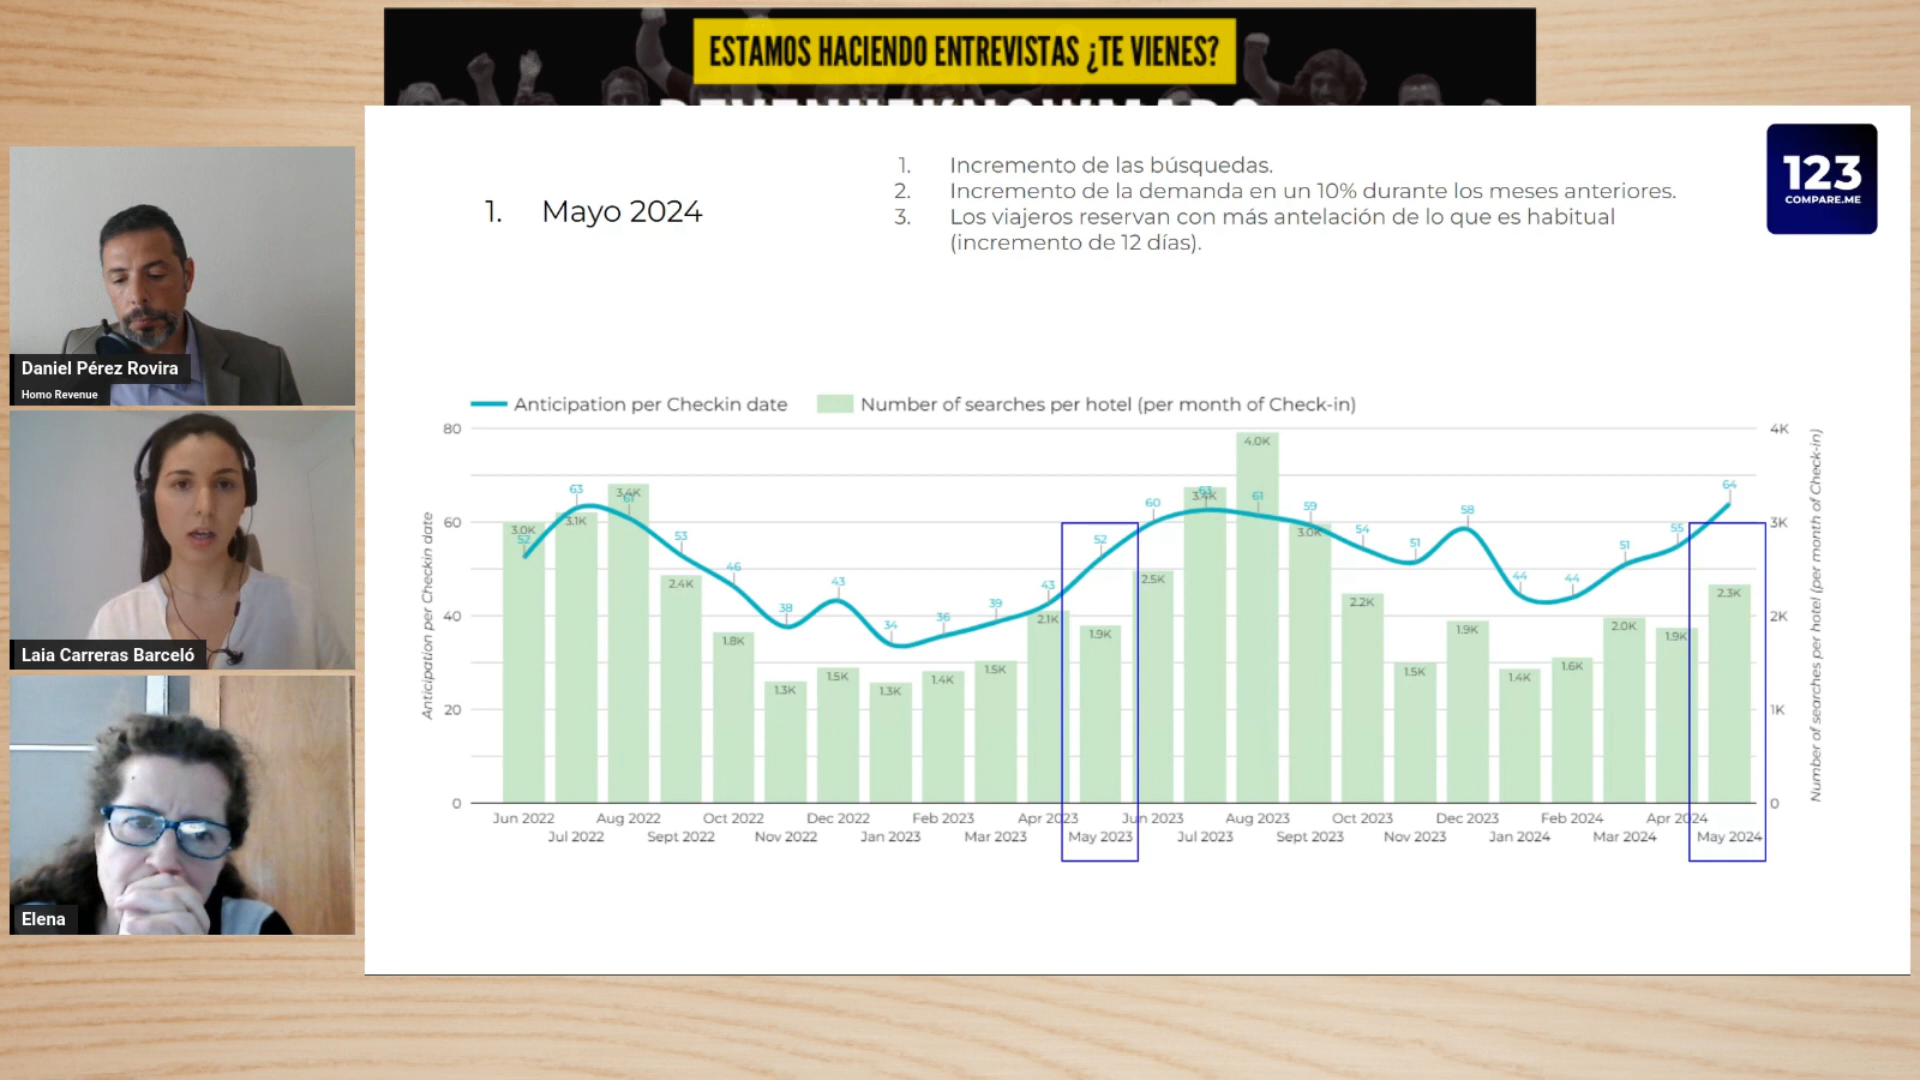 ESTAMOS HACIENDO ENTREVISTAS ¿TE VIENES?
1. Mayo 2024
1. Incremento de las búsquedas.
2. Incremento de la demanda en un 10% durante los meses anteriores.
3. Los viajeros reservan con más antelación de lo que es habitual
(incremento de 12 días).
123
COMPARE.ME
Daniel Pérez Rovira
Homo Revenue
Laia Carreras Barceló
Elena
Anticipation per Checkin date
Number of searches per hotel (per month of Check-in)
Anticipation per Checkin date
80
60
40
20
0
4K
3K
2K
1K
0
Number of searches per hotel (per month of Check-in)
52 63 61 53 46 38 43 34 36 39 43 52 60 63 61 59 54 51 58 44 44 51 55 64
3.0K 3.1K 3.4K 2.4K 1.8K 1.3K 1.5K 1.3K 1.4K 1.5K 2.1K 1.9K 2.5K 3.4K 4.0K 3.0K 2.2K 1.5K 1.9K 1.4K 1.6K 2.0K 1.9K 2.3K
Jun 2022 Aug 2022 Oct 2022 Dec 2022 Feb 2023 Apr 2023 Jun 2023 Aug 2023 Oct 2023 Dec 2023 Feb 2024 Apr 2024
Jul 2022 Sept 2022 Nov 2022 Jan 2023 Mar 2023 May 2023 Jul 2023 Sept 2023 Nov 2023 Jan 2024 Mar 2024 May 2024